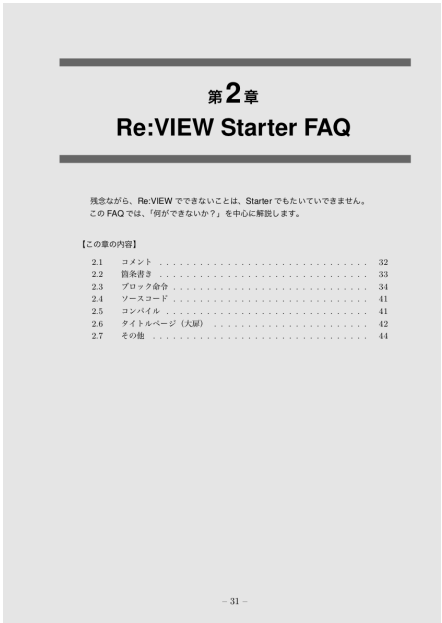 第2章
Re:VIEW Starter FAQ
残念ながら、Re:VIEW でできないことは、Starter でもたいていできません。
この FAQ では、「何ができないか？」を中心に解説します。
【この章の内容】
2.1 コメント . . . . . . . . . . . . . . . . . . . . . . . . . . . . . . . 32
2.2 箇条書き . . . . . . . . . . . . . . . . . . . . . . . . . . . . . . . 33
2.3 ブロック命令 . . . . . . . . . . . . . . . . . . . . . . . . . . . . . 34
2.4 ソースコード . . . . . . . . . . . . . . . . . . . . . . . . . . . . . 41
2.5 コンパイル . . . . . . . . . . . . . . . . . . . . . . . . . . . . . . 41
2.6 タイトルページ（大扉） . . . . . . . . . . . . . . . . . . . . . . . 42
2.7 その他 . . . . . . . . . . . . . . . . . . . . . . . . . . . . . . . . 44
– 31 –